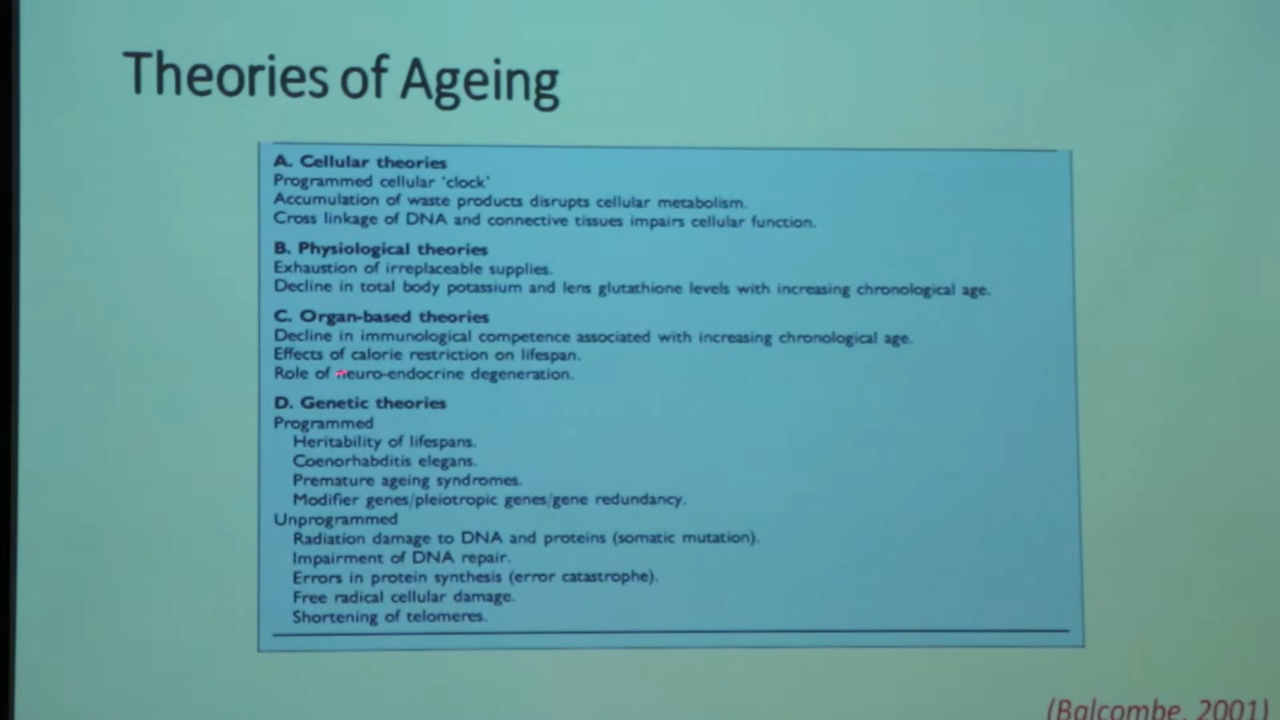 Theories of Ageing
A. Cellular theories
Programmed cellular 'clock'
Accumulation of waste products disrupts cellular metabolism.
Cross linkage of DNA and connective tissues impairs cellular function.
B. Physiological theories
Exhaustion of irreplaceable supplies.
Decline in total body potassium and lens glutathione levels with increasing chronological age.
C. Organ-based theories
Decline in immunological competence associated with increasing chronological age.
Effects of calorie restriction on lifespan.
Role of neuro-endocrine degeneration.
D. Genetic theories
Programmed
Heritability of lifespans.
Coenorhabditis elegans.
Premature ageing syndromes.
Modifier genes/pleiotropic genes/gene redundancy.
Unprogrammed
Radiation damage to DNA and proteins (somatic mutation).
Impairment of DNA repair.
Errors in protein synthesis (error catastrophe).
Free radical cellular damage.
Shortening of telomeres.
(Balcombe, 2001)